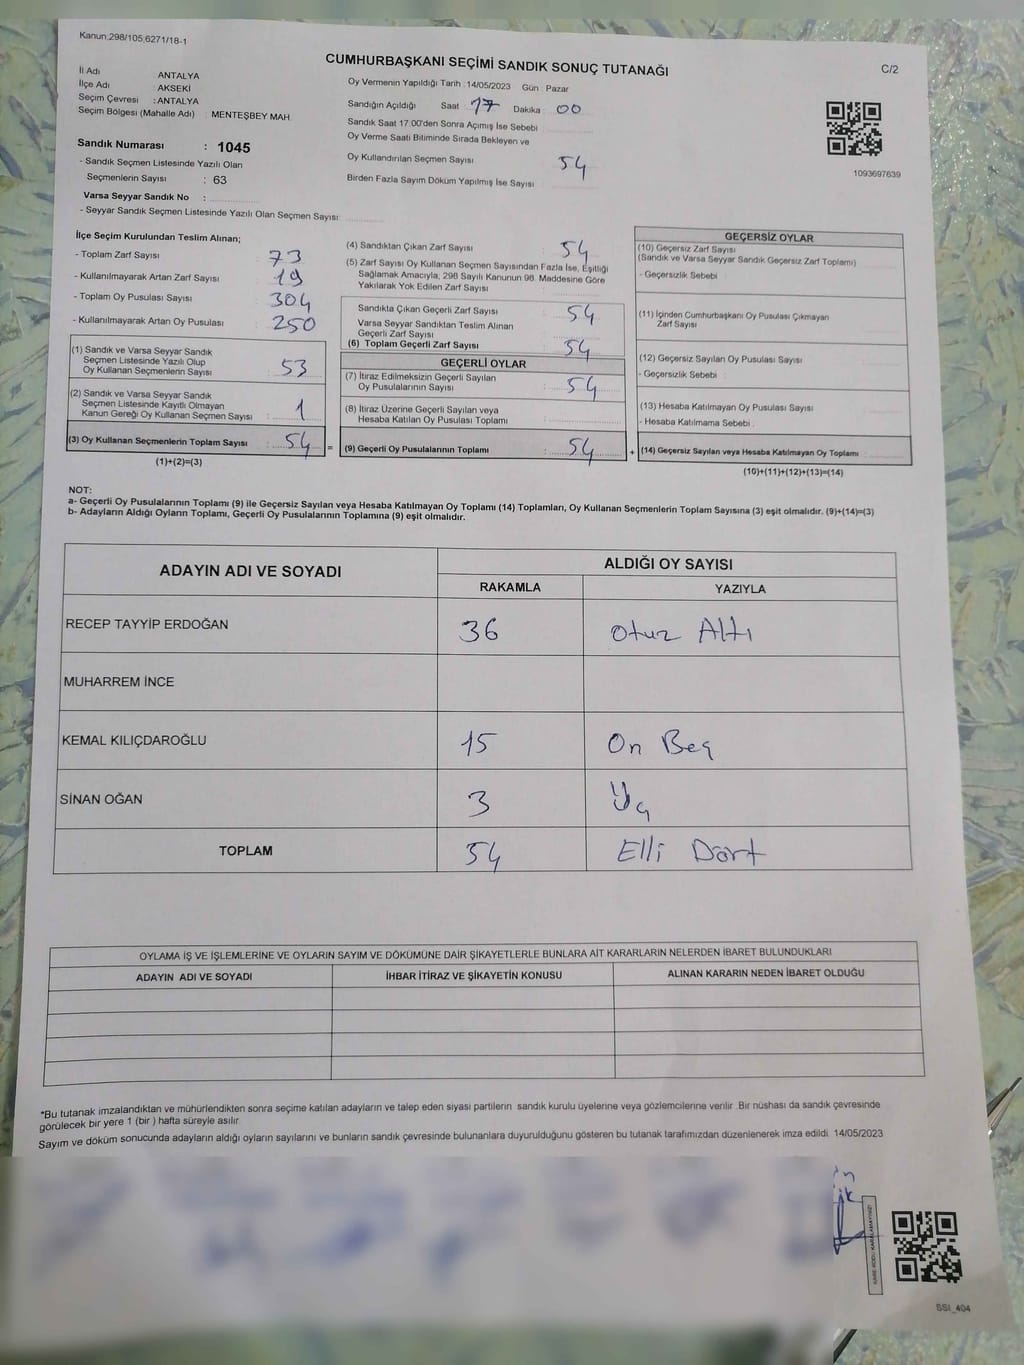 Kanun:298/105;6271/18-1
CUMHURBAŞKANI SEÇİMİ SANDIK SONUÇ TUTANAĞI
C/2
İl Adı ANTALYA
İlçe Adı AKSEKİ
Seçim Çevresi : ANTALYA
Seçim Bölgesi (Mahalle Adı) : MENTEŞBEY MAH.
Sandık Numarası : 1045
- Sandık Seçmen Listesinde Yazılı Olan
Seçmenlerin Sayısı : 63
Varsa Seyyar Sandık No :
- Seyyar Sandık Seçmen Listesinde Yazılı Olan Seçmen Sayısı:
Oy Vermenin Yapıldığı Tarih :14/05/2023 Gün Pazar
Sandığın Açıldığı Saat 17 Dakika : 00
Sandık Saat 17:00'den Sonra Açımış İse Sebebi
Oy Verme Saati Bitiminde Sırada Bekleyen ve
Oy Kullandırılan Seçmen Sayısı 54
Birden Fazla Sayım Döküm Yapılmış İse Sayısı
1093697639
İlçe Seçim Kurulundan Teslim Alınan;
- Toplam Zarf Sayısı : 73
- Kullanılmayarak Artan Zarf Sayısı : 19
- Toplam Oy Pusulası Sayısı : 304
- Kullanılmayarak Artan Oy Pusulası : 250
(1) Sandık ve Varsa Seyyar Sandık
Seçmen Listesinde Yazılı Olup
Oy Kullanan Seçmenlerin Sayısı : 53
(2) Sandık ve Varsa Seyyar Sandık
Seçmen Listesinde Kayıtlı Olmayan
Kanun Gereği Oy Kullanan Seçmen Sayısı : 1
(3) Oy Kullanan Seçmenlerin Toplam Sayısı : 54 =
(1)+(2)=(3)
(4) Sandıktan Çıkan Zarf Sayısı : 54
(5) Zarf Sayısı Oy Kullanan Seçmen Sayısından Fazla İse, Eşitliği
Sağlamak Amacıyla, 298 Sayılı Kanunun 98. Maddesine Göre
Yakılarak Yok Edilen Zarf Sayısı
Sandıkta Çıkan Geçerli Zarf Sayısı : 54
Varsa Seyyar Sandıktan Teslim Alınan
Geçerli Zarf Sayısı
(6) Toplam Geçerli Zarf Sayısı : 54
GEÇERLİ OYLAR
(7) İtiraz Edilmeksizin Geçerli Sayılan
Oy Pusulalarının Sayısı : 54
(8) İtiraz Üzerine Geçerli Sayılan veya
Hesaba Katılan Oy Pusulası Toplamı
(9) Geçerli Oy Pusulalarının Toplamı : 54 +
GEÇERSİZ OYLAR
(10) Geçersiz Zarf Sayısı
(Sandık ve Varsa Seyyar Sandık Geçersiz Zarf Toplamı)
- Geçersizlik Sebebi :
(11) İçinden Cumhurbaşkanı Oy Pusulası Çıkmayan
Zarf Sayısı
(12) Geçersiz Sayılan Oy Pusulası Sayısı
- Geçersizlik Sebebi :
(13) Hesaba Katılmayan Oy Pusulası Sayısı
- Hesaba Katılmama Sebebi :
(14) Geçersiz Sayılan veya Hesaba Katılmayan Oy Toplamı :
(10)+(11)+(12)+(13)=(14)
NOT:
a- Geçerli Oy Pusulalarının Toplamı (9) ile Geçersiz Sayılan veya Hesaba Katılmayan Oy Toplamı (14) Toplamları, Oy Kullanan Seçmenlerin Toplam Sayısına (3) eşit olmalıdır. (9)+(14)=(3)
b- Adayların Aldığı Oyların Toplamı, Geçerli Oy Pusulalarının Toplamına (9) eşit olmalıdır.
ADAYIN ADI VE SOYADI ALDIĞI OY SAYISI
RAKAMLA YAZIYLA
RECEP TAYYİP ERDOĞAN 36 Otuz Altı
MUHARREM İNCE
KEMAL KILIÇDAROĞLU 15 On Beş
SİNAN OĞAN 3 Üç
TOPLAM 54 Elli Dört
OYLAMA İŞ VE İŞLEMLERİNE VE OYLARIN SAYIM VE DÖKÜMÜNE DAİR ŞİKAYETLERLE BUNLARA AİT KARARLARIN NELERDEN İBARET BULUNDUKLARI
ADAYIN ADI VE SOYADI İHBAR İTİRAZ VE ŞİKAYETİN KONUSU ALINAN KARARIN NEDEN İBARET OLDUĞU
*Bu tutanak imzalandıktan ve mühürlendikten sonra seçime katılan adayların ve talep eden siyasi partilerin sandık kurulu üyelerine veya gözlemcilerine verilir. Bir nüshası da sandık çevresinde
görülecek bir yere 1 (bir ) hafta süreyle asılır.
Sayım ve döküm sonucunda adayların aldığı oyların sayılarını ve bunların sandık çevresinde bulunanlara duyurulduğunu gösteren bu tutanak tarafımızdan düzenlenerek imza edildi. 14/05/2023
KARE KODU KARALAMAYINIZ!
SSI_404